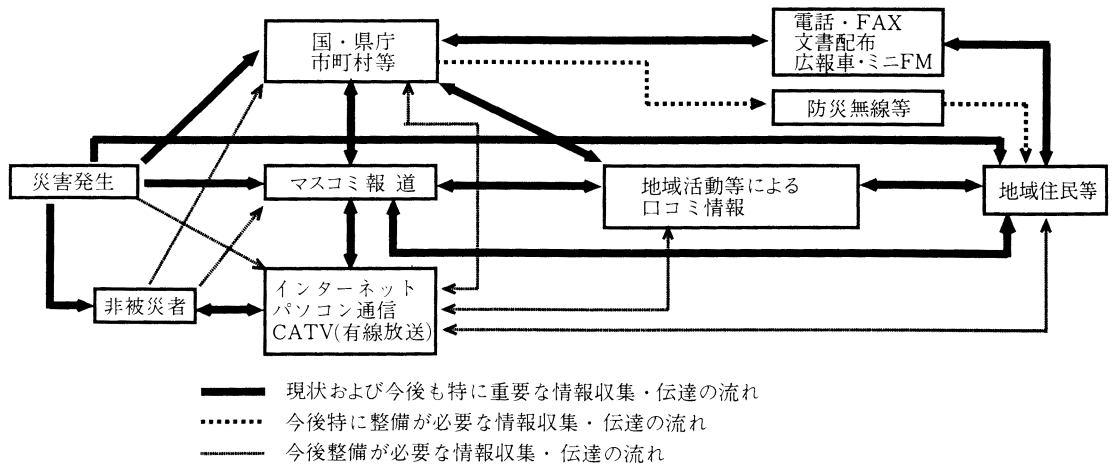 国・県庁
市町村等
電話・FAX
文書配布
広報車・ミニFM
防災無線等
災害発生
マスコミ報道
地域活動等による
口コミ情報
地域住民等
非被災者
インターネット
パソコン通信
CATV(有線放送)
現状および今後も特に重要な情報収集・伝達の流れ
今後特に整備が必要な情報収集・伝達の流れ
今後整備が必要な情報収集・伝達の流れ